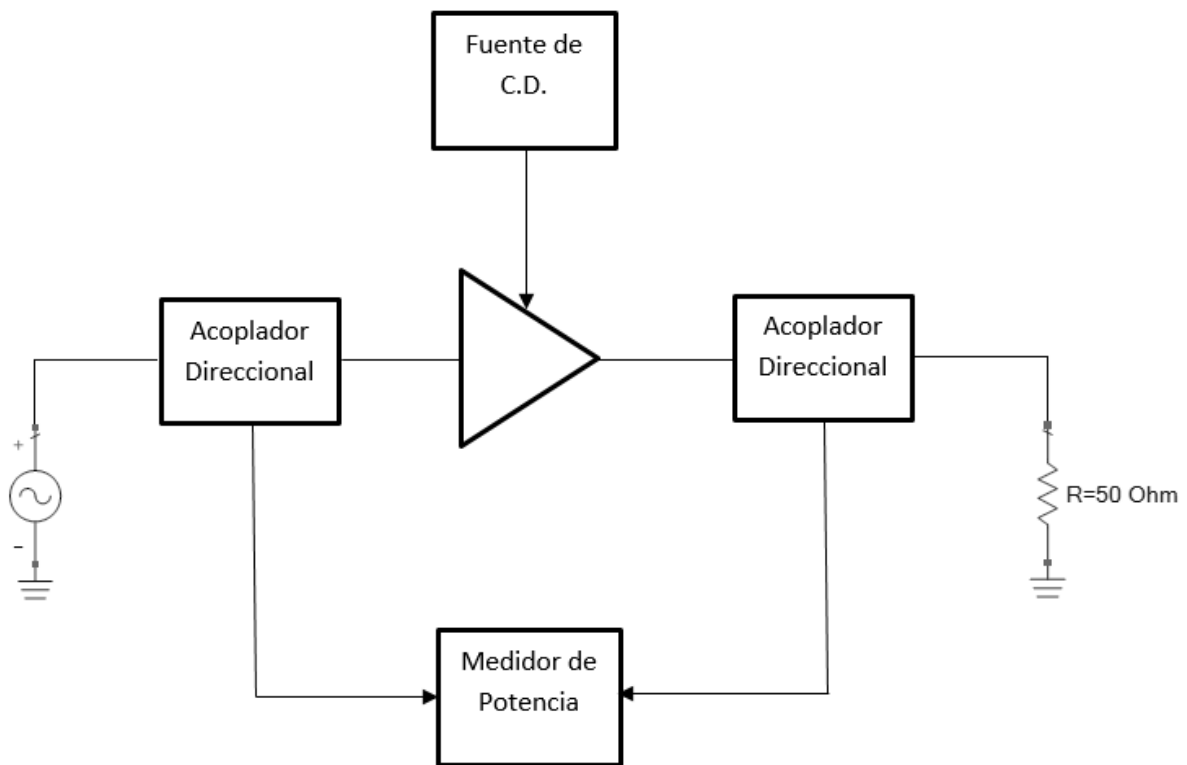 Fuente de
C.D.
Acoplador
Direccional
Acoplador
Direccional
+
-
R=50 Ohm
Medidor de
Potencia